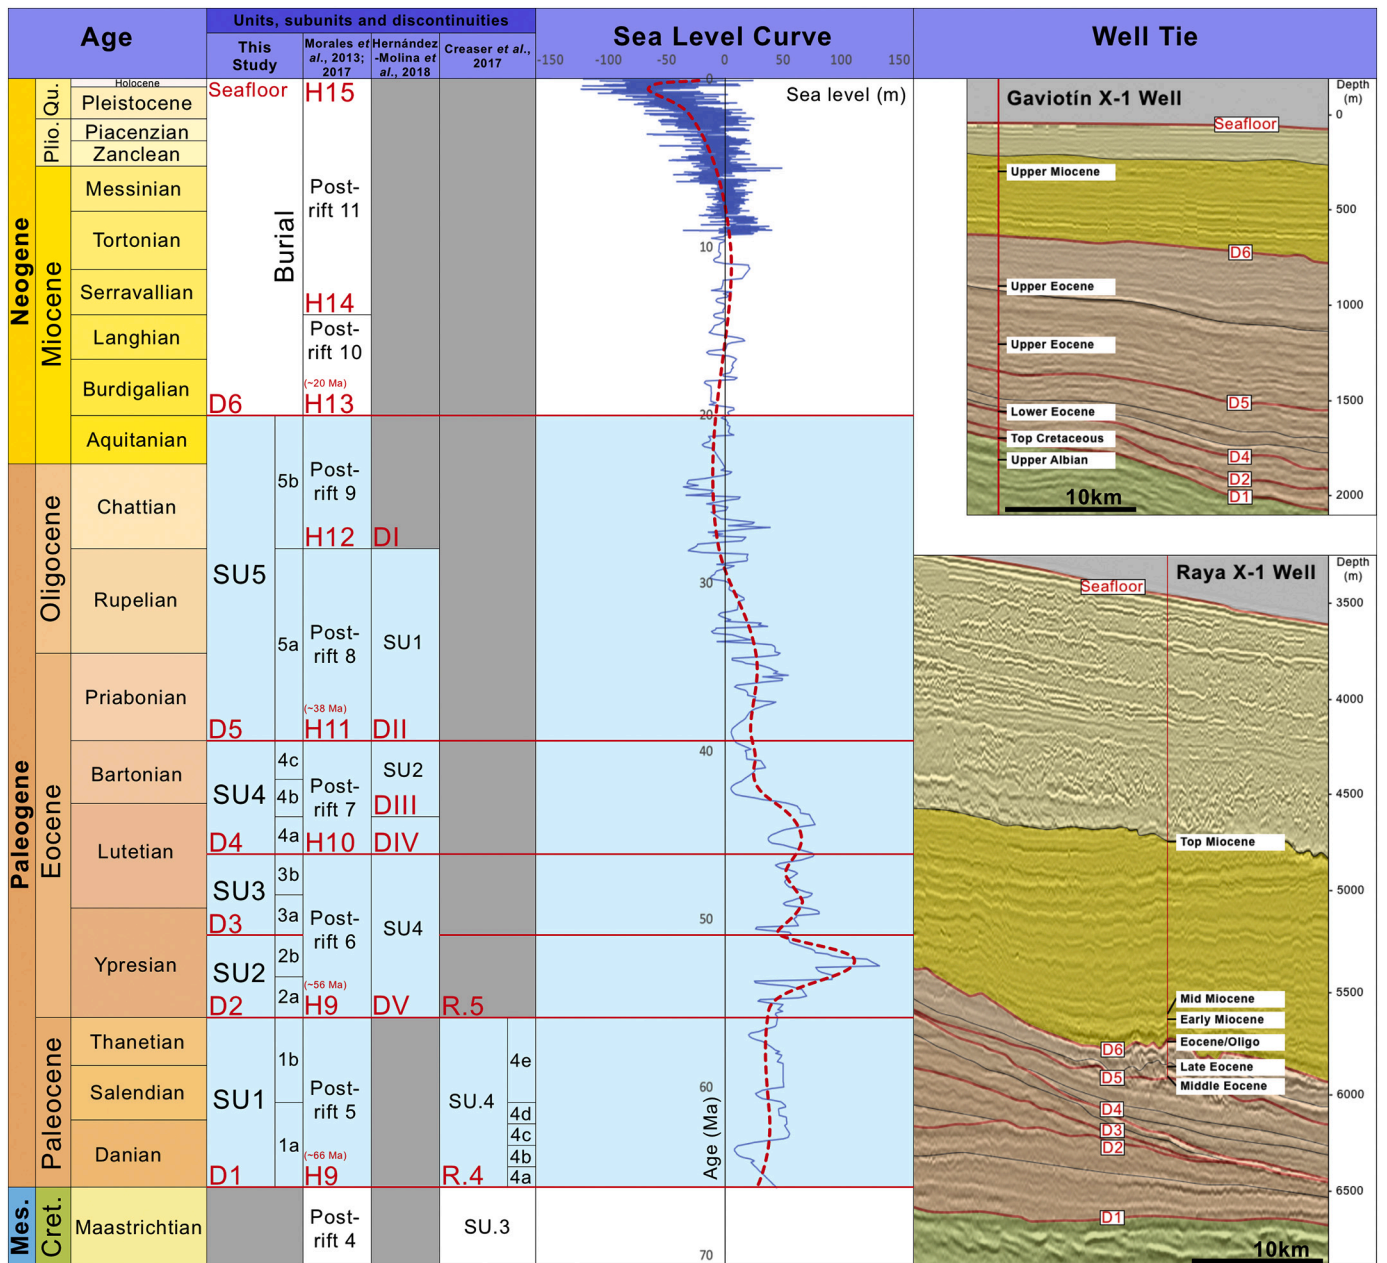 Age
Units, subunits and discontinuities
This
Study
Morales et
al., 2013;
2017
Hernández
-Molina et
al., 2018
Creaser et al.,
2017
Sea Level Curve
-150 -100 -50 0 50 100 150
Sea level (m)
Well Tie
Neogene
Paleogene
Mes.
Qu.
Plio.
Miocene
Oligocene
Eocene
Paleocene
Cret.
Holocene
Pleistocene
Piacenzian
Zanclean
Messinian
Tortonian
Serravallian
Langhian
Burdigalian
Aquitanian
Chattian
Rupelian
Priabonian
Bartonian
Lutetian
Ypresian
Thanetian
Salendian
Danian
Maastrichtian
Seafloor
Burial
D6
SU5
5b
5a
D5
SU4
4c
4b
4a
D4
SU3
3b
3a
D3
SU2
2b
2a
D2
SU1
1b
1a
D1
H15
Post-
rift 11
H14
Post-
rift 10
(~20 Ma)
H13
Post-
rift 9
H12
Post-
rift 8
(~38 Ma)
H11
Post-
rift 7
H10
Post-
rift 6
(~56 Ma)
H9
Post-
rift 5
(~66 Ma)
H9
Post-
rift 4
DI
SU1
DII
SU2
DIII
DIV
SU4
DV
R.5
SU.4
4e
4d
4c
4b
4a
R.4
SU.3
0
10
20
30
40
50
60
70
Age (Ma)
Gaviotín X-1 Well
Depth
(m)
0
500
1000
1500
2000
Seafloor
Upper Miocene
D6
Upper Eocene
Upper Eocene
D5
Lower Eocene
Top Cretaceous
D4
Upper Albian
D2
D1
10km
Raya X-1 Well
Depth
(m)
3500
4000
4500
5000
5500
6000
6500
Seafloor
Top Miocene
Mid Miocene
Early Miocene
Eocene/Oligo
D6
Late Eocene
D5
Middle Eocene
D4
D3
D2
D1
10km